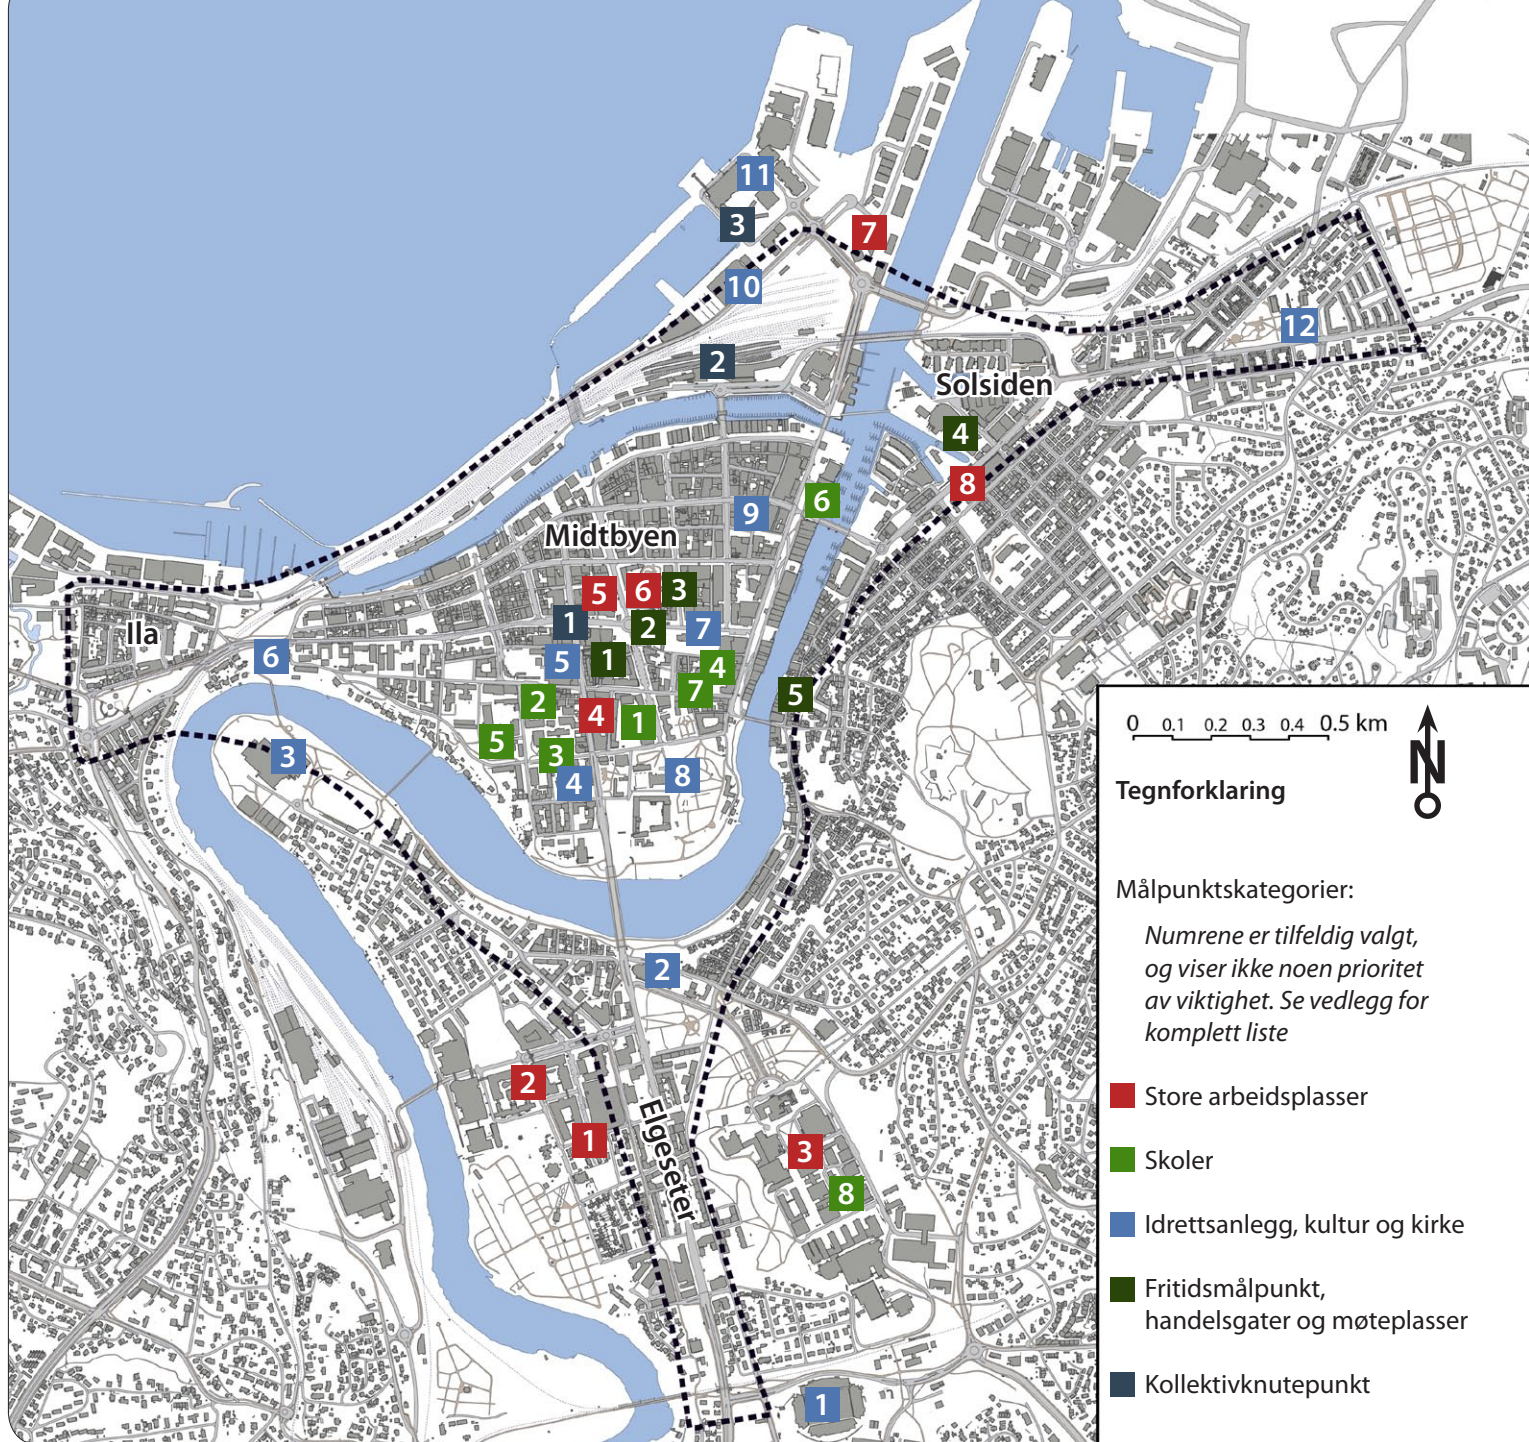 11
3
7
10
12
2
Solsiden
4
8
6
9
Midtbyen
5
6
3
1
2
7
Ila
6
5
1
4
7
2
5
4
1
5
3
3
4
8
2
2
1
Elgeseter
3
8
1
0 0.1 0.2 0.3 0.4 0.5 km
N
Tegnforklaring
Målpunktskategorier:
Numrene er tilfeldig valgt,
og viser ikke noen prioritet
av viktighet. Se vedlegg for
komplett liste
Store arbeidsplasser
Skoler
Idrettsanlegg, kultur og kirke
Fritidsmålpunkt,
handelsgater og møteplasser
Kollektivknutepunkt